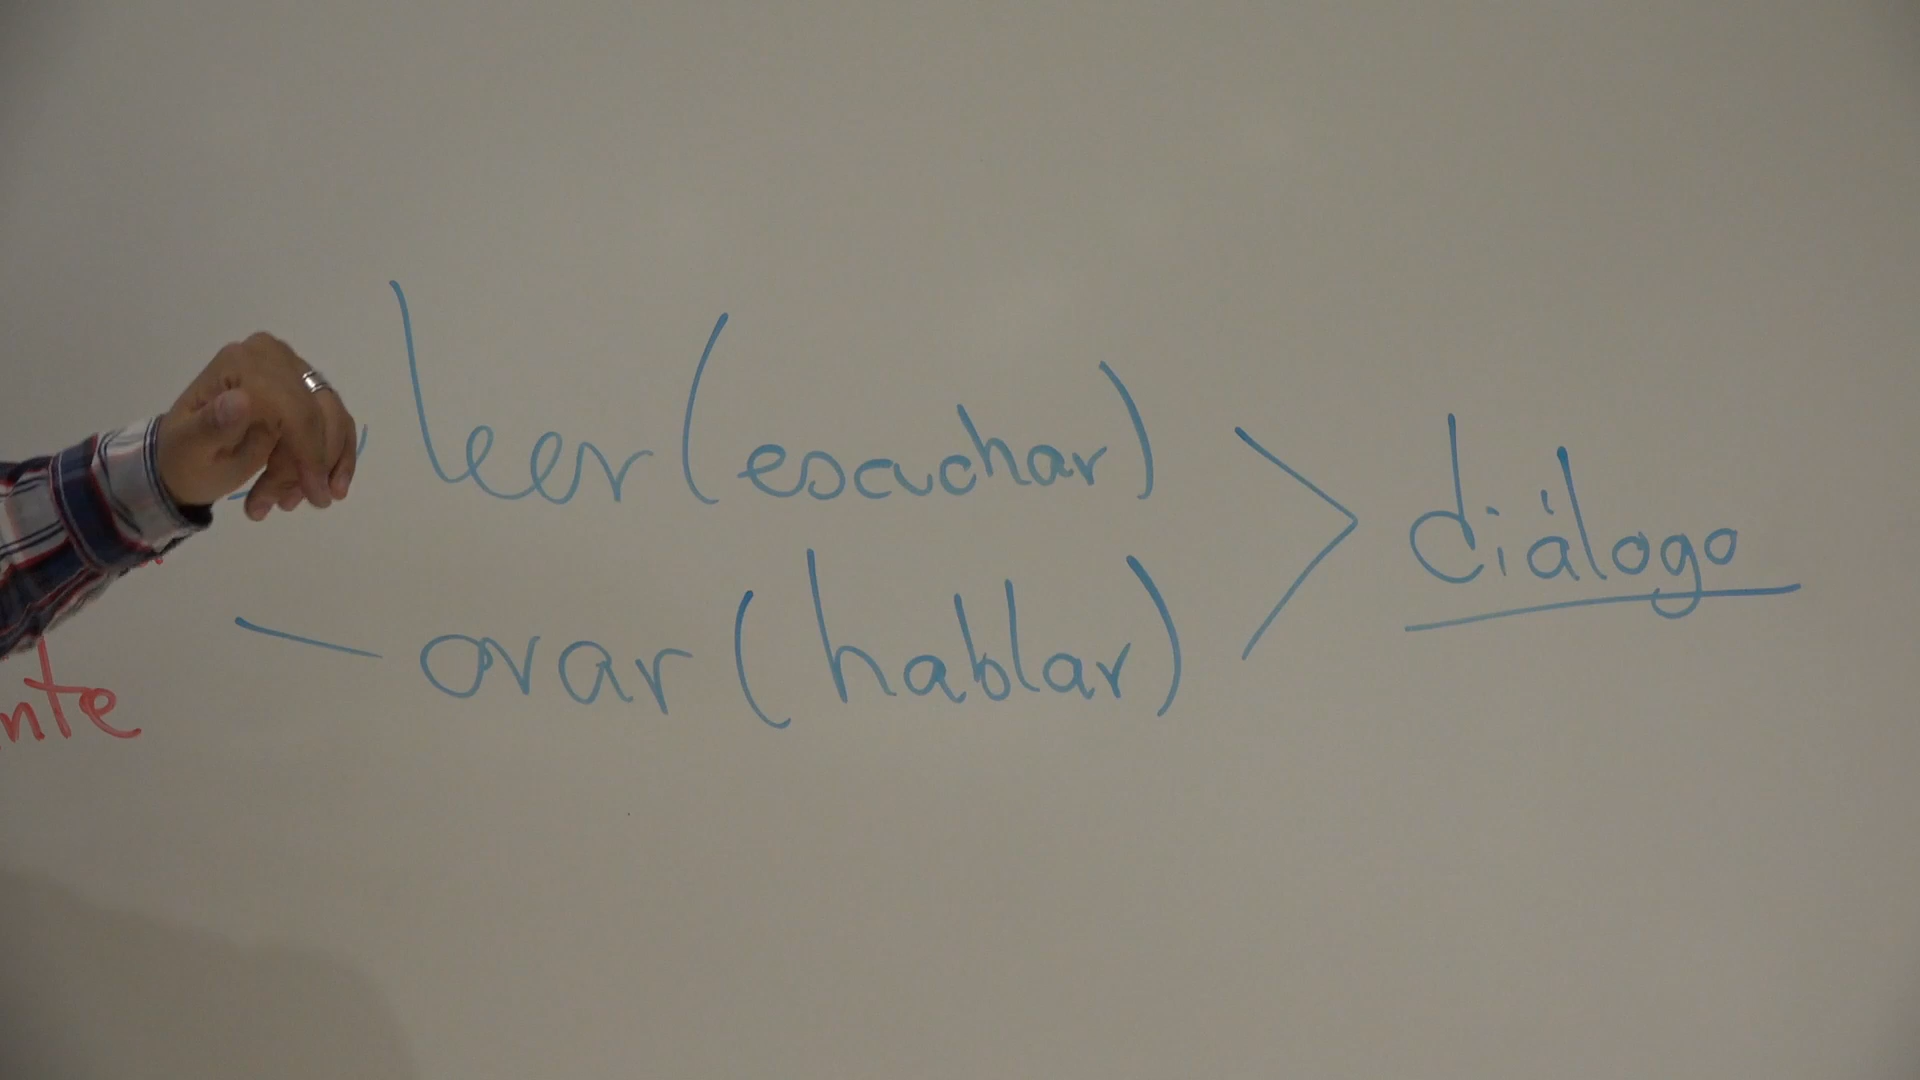 leer (escuchar)
diálogo
orar (hablar)
nte